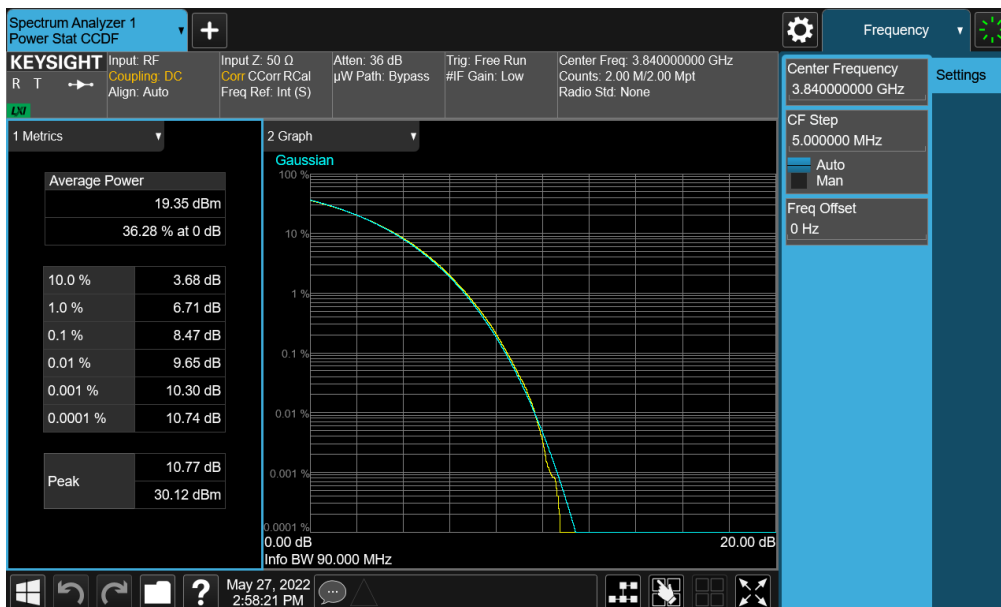 Spectrum Analyzer 1
Power Stat CCDF
Frequency
KEYSIGHT
R T
LXI
Input: RF
Coupling: DC
Align: Auto
Input Z: 50 Ω
Corr CCorr RCal
Freq Ref: Int (S)
Atten: 36 dB
µW Path: Bypass
Trig: Free Run
#IF Gain: Low
Center Freq: 3.840000000 GHz
Counts: 2.00 M/2.00 Mpt
Radio Std: None
Center Frequency
3.840000000 GHz
Settings
CF Step
5.000000 MHz
Auto
Man
Freq Offset
0 Hz
1 Metrics
Average Power
19.35 dBm
36.28 % at 0 dB
10.0 % 3.68 dB
1.0 % 6.71 dB
0.1 % 8.47 dB
0.01 % 9.65 dB
0.001 % 10.30 dB
0.0001 % 10.74 dB
Peak
10.77 dB
30.12 dBm
2 Graph
Gaussian
100 %
10 %
1 %
0.1 %
0.01 %
0.001 %
0.0001 %
0.00 dB 20.00 dB
Info BW 90.000 MHz
?
May 27, 2022
2:58:21 PM